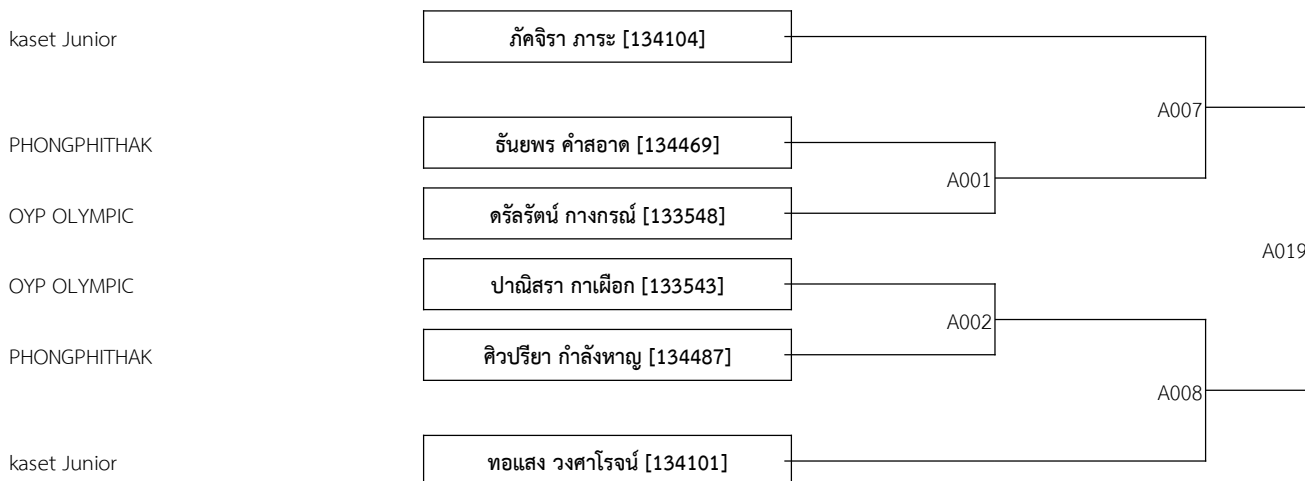 kaset Junior
ภัคจิรา ภาระ [134104]
A007
PHONGPHITHAK
ธันยพร คำสอาด [134469]
A001
OYP OLYMPIC
ดรัลรัตน์ กางกรณ์ [133548]
A019
OYP OLYMPIC
ปาณิสรา กาเผือก [133543]
A002
PHONGPHITHAK
ศิวปรียา กำลังหาญ [134487]
A008
kaset Junior
ทอแสง วงศาโรจน์ [134101]